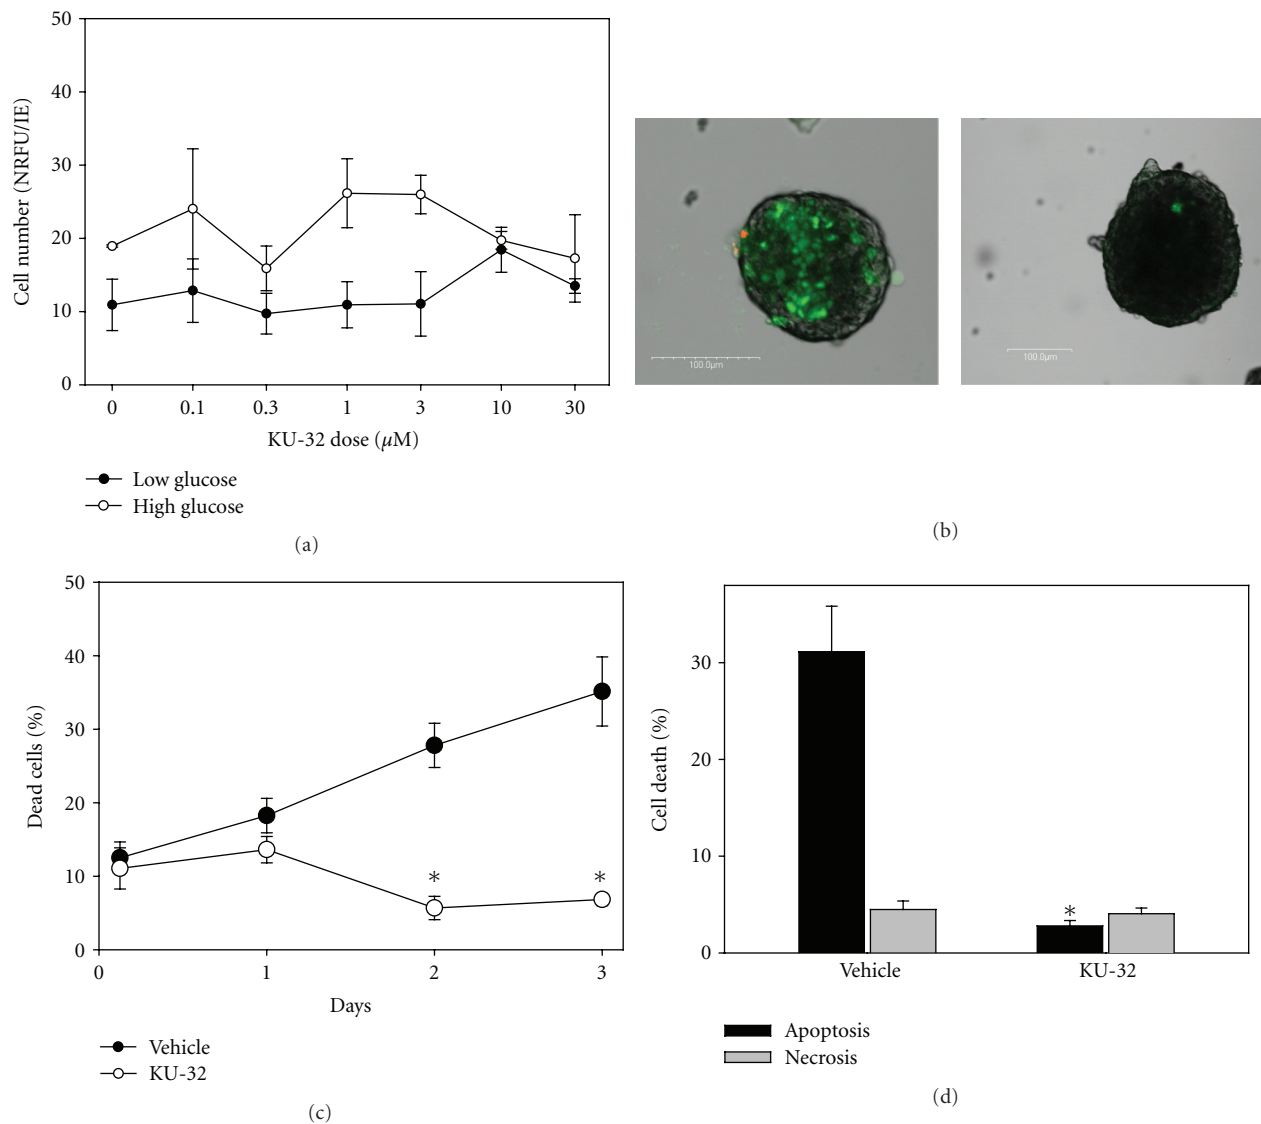 50
40
30
20
10
0
Cell number (NRFU/IE)
0 0.1 0.3 1 3 10 30
KU-32 dose (µM)
Low glucose
High glucose
(a)
100.0µm
100.0µm
(b)
50
40
30
20
10
0
Dead cells (%)
*
*
0 1 2 3
Days
Vehicle
KU-32
(c)
30
20
10
0
Cell death (%)
*
Vehicle KU-32
Apoptosis
Necrosis
(d)